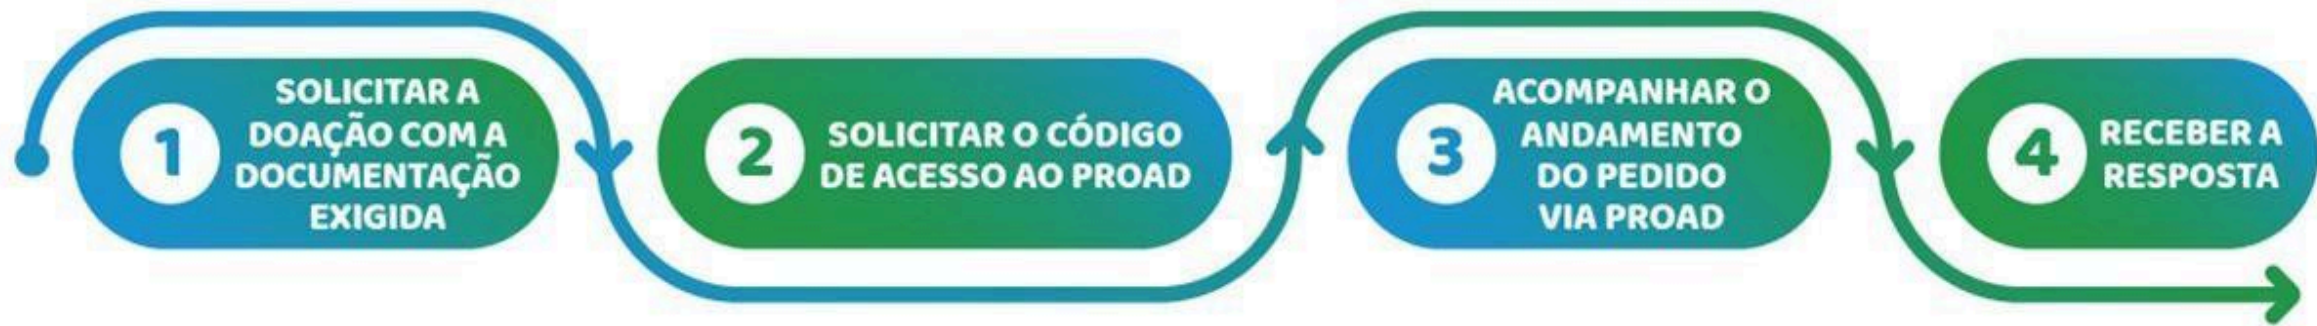 1
SOLICITAR A
DOAÇÃO COM A
DOCUMENTAÇÃO
EXIGIDA
2
SOLICITAR O CÓDIGO
DE ACESSO AO PROAD
3
ACOMPANHAR O
ANDAMENTO
DO PEDIDO
VIA PROAD
4
RECEBER A
RESPOSTA